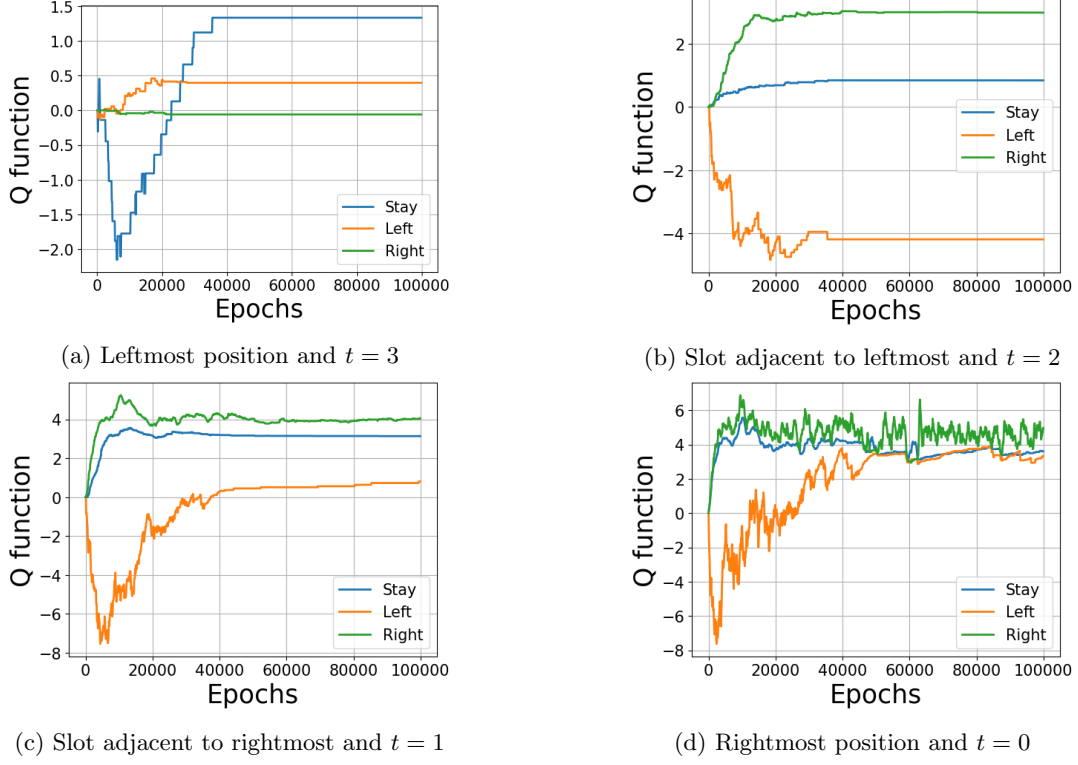 1.5
1.0
0.5
0.0
−0.5
−1.0
−1.5
−2.0
Q function
Stay
Left
Right
0 20000 40000 60000 80000 100000
Epochs
(a) Leftmost position and t = 3
2
0
−2
−4
Q function
Stay
Left
Right
0 20000 40000 60000 80000 100000
Epochs
(b) Slot adjacent to leftmost and t = 2
4
2
0
−2
−4
−6
−8
Q function
Stay
Left
Right
0 20000 40000 60000 80000 100000
Epochs
(c) Slot adjacent to rightmost and t = 1
6
4
2
0
−2
−4
−6
−8
Q function
Stay
Left
Right
0 20000 40000 60000 80000 100000
Epochs
(d) Rightmost position and t = 0